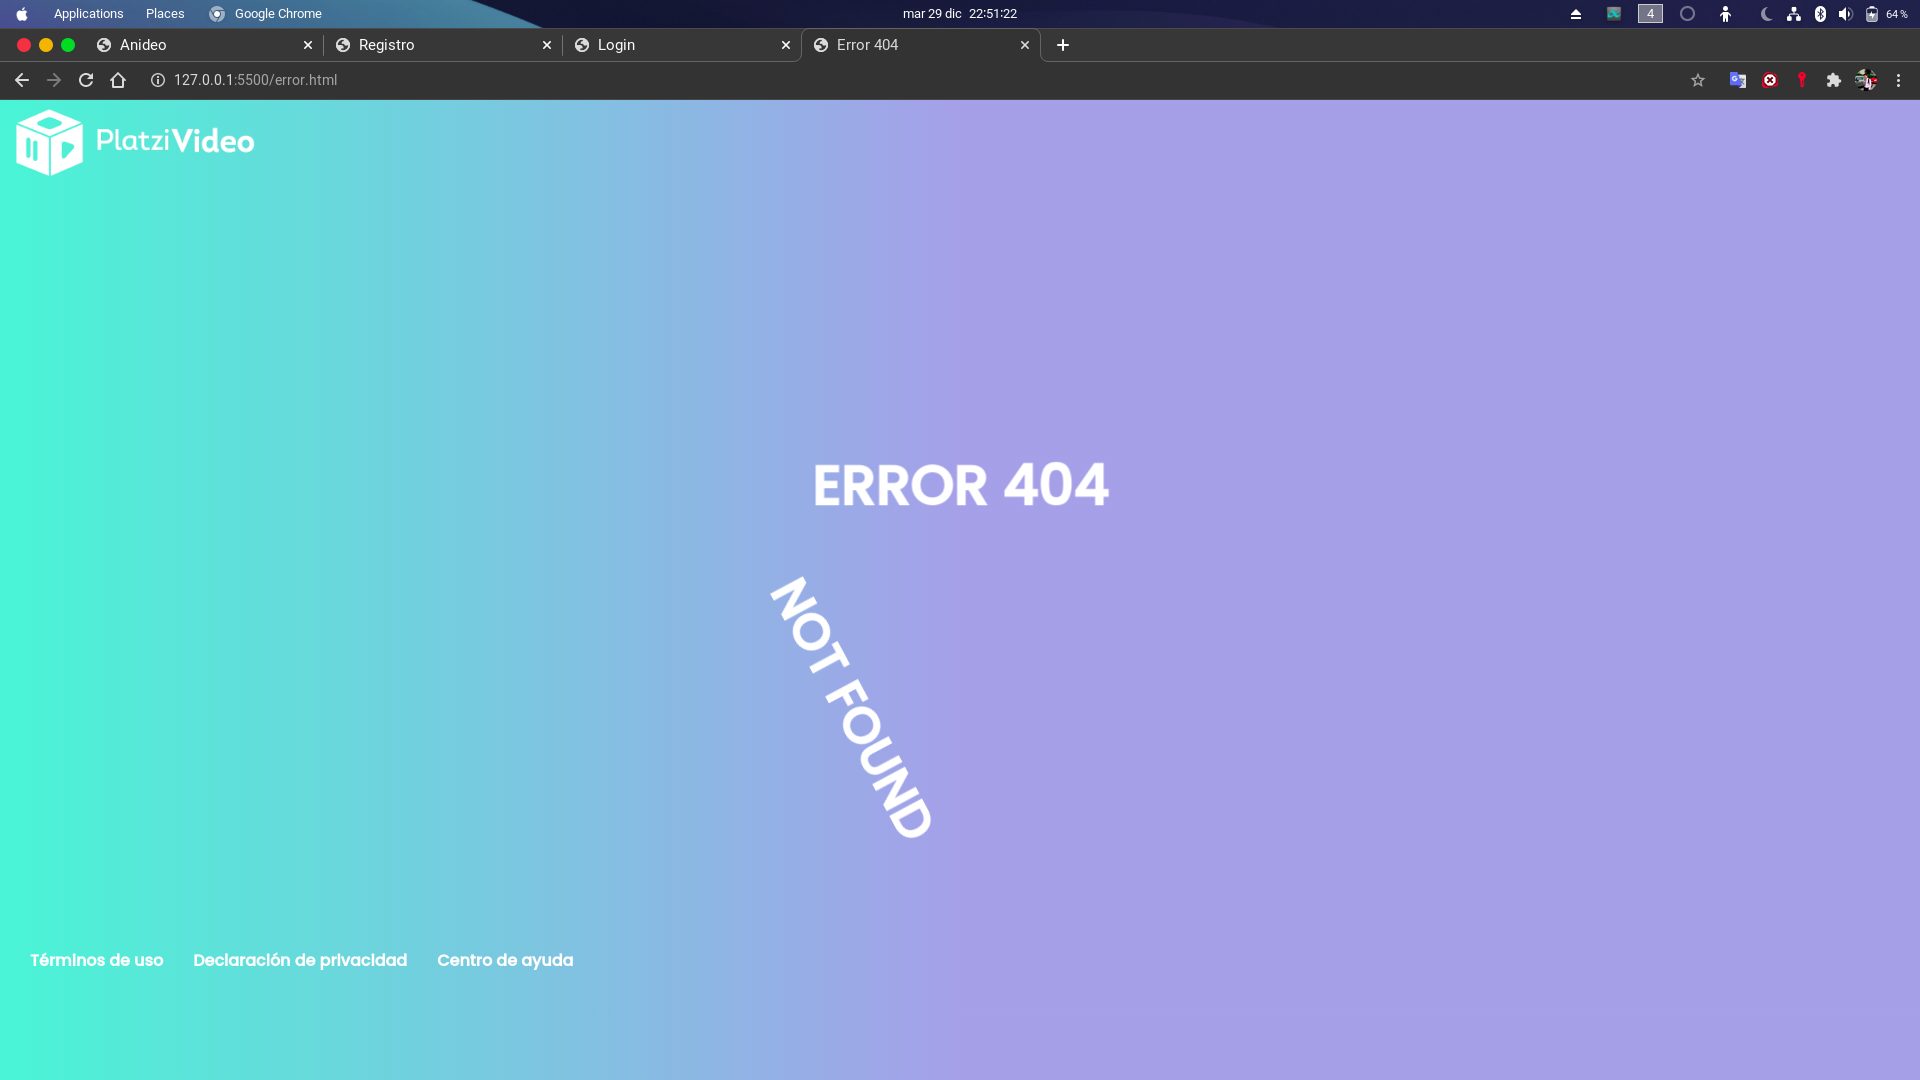 Applications Places Google Chrome mar 29 dic 22:51:22 4 64 %
Anideo Registro Login Error 404
127.0.0.1:5500/error.html
PlatziVideo
ERROR 404
NOT FOUND
Términos de uso Declaración de privacidad Centro de ayuda